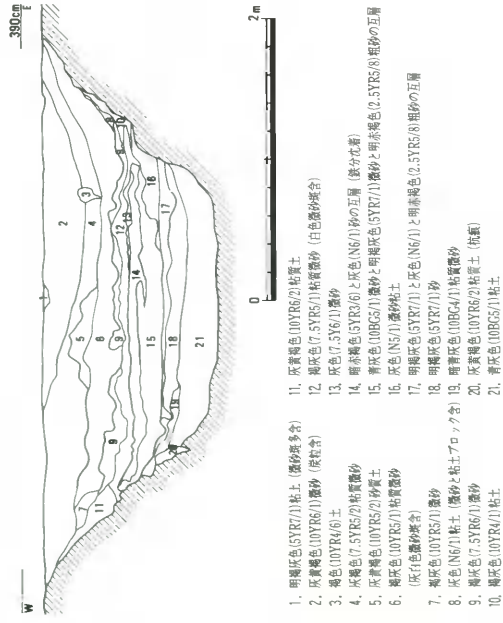 W
390cm
E
0
2m
1. 明褐灰色(5YR7/1)粘土 (微砂斑多含)
2. 灰黄褐色(10YR6/1)微砂 (炭粒含)
3. 褐色(10YR4/6)土
4. 灰褐色(7.5YR5/2)粘質微砂
5. 灰黄褐色(10YR5/2)砂質土
6. 褐灰色(10YR5/1)粘質微砂
(灰白色微砂斑含)
7. 褐灰色(10YR5/1)微砂
8. 灰色(N6/1)粘土 (微砂と粘土ブロック含)
9. 褐灰色(7.5YR6/1)微砂
10. 褐灰色(10YR4/1)粘土
11. 灰黄褐色(10YR6/2)粘質土
12. 褐灰色(7.5YR5/1)粘質微砂 (白色微砂斑含)
13. 灰色(7.5Y6/1)微砂
14. 暗赤褐色(5YR3/6)と灰色(N6/1)砂の互層 (鉄分沈着)
15. 青灰色(10BG5/1)微砂と明褐灰色(5YR7/1)微砂と明赤褐色(2.5YR5/8)粗砂の互層
16. 灰色(N5/1)微砂粘土
17. 明褐灰色(5YR7/1)と灰色(N6/1)と明赤褐色(2.5YR5/8)粗砂の互層
18. 明褐灰色(5YR7/1)砂
19. 暗青灰色(10BG4/1)粘質微砂
20. 灰黄褐色(10YR6/2)粘質土 (杭痕)
21. 青灰色(10BG5/1)粘土